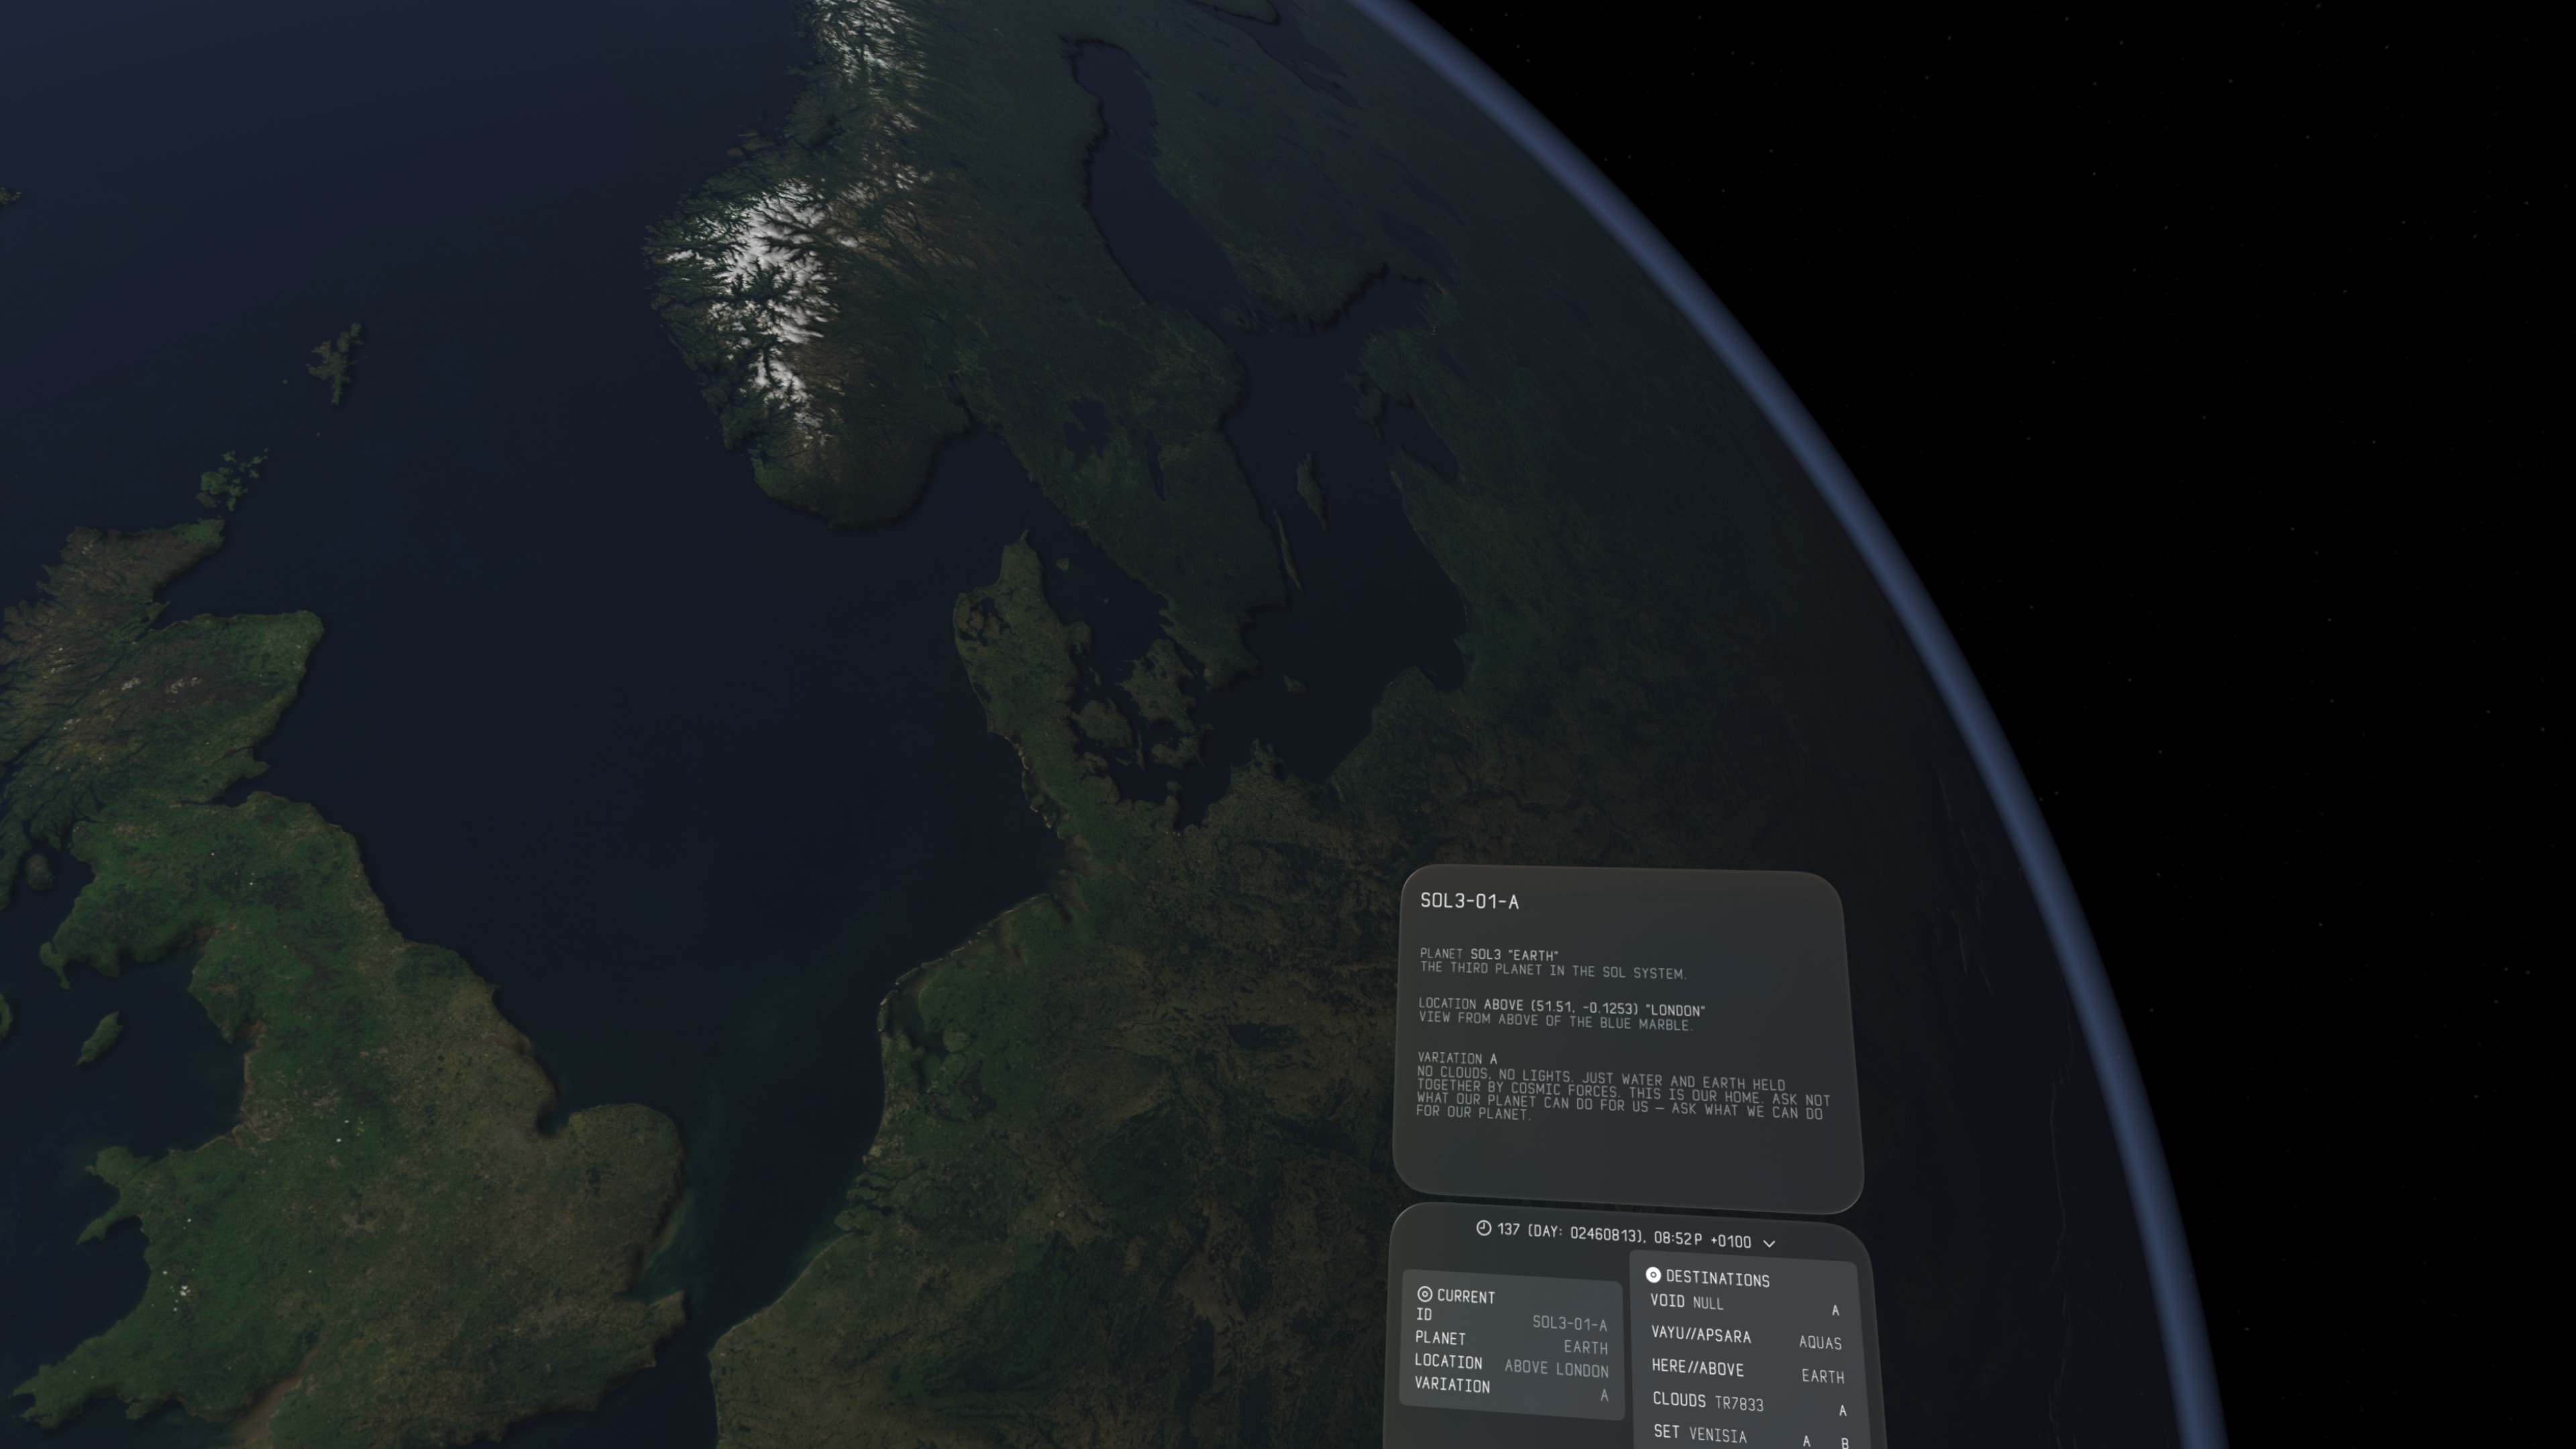 SOL3-01-A
PLANET SOL3 "EARTH"
THE THIRD PLANET IN THE SOL SYSTEM.
LOCATION ABOVE (51.51, -0.1253) "LONDON"
VIEW FROM ABOVE OF THE BLUE MARBLE.
VARIATION A
NO CLOUDS, NO LIGHTS. JUST WATER AND EARTH HELD
TOGETHER BY COSMIC FORCES. THIS IS OUR HOME. ASK NOT
WHAT OUR PLANET CAN DO FOR US — ASK WHAT WE CAN DO
FOR OUR PLANET.
137 (DAY: 02460813), 08:52P +0100
CURRENT
ID SOL3-01-A
PLANET EARTH
LOCATION ABOVE LONDON
VARIATION A
DESTINATIONS
VOID NULL A
VAYU//APSARA AQUAS
HERE//ABOVE EARTH
CLOUDS TR7833 A
SET VENISIA A B